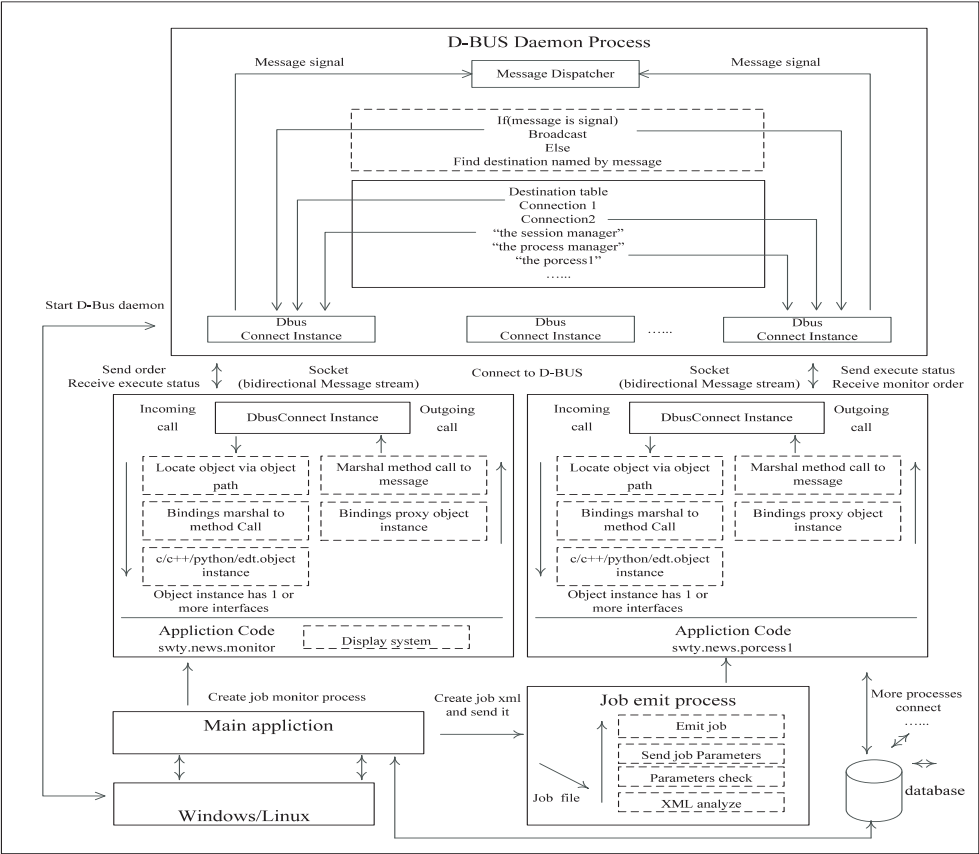 D-BUS Daemon Process
Message signal
Message Dispatcher
Message signal
If(message is signal)
Broadcast
Else
Find destination named by message
Destination table
Connection 1
Connection2
“the session manager”
“the process manager”
“the porcess1”
…...
Start D-Bus daemon
Dbus
Connect Instance
Dbus
Connect Instance
…...
Dbus
Connect Instance
Send order
Receive execute status
Socket
(bidirectional Message stream)
Connect to D-BUS
Socket
(bidirectional Message stream)
Send execute status
Receive monitor order
Incoming
call
DbusConnect Instance
Outgoing
call
Locate object via object
path
Marshal method call to
message
Bindings marshal to
method Call
Bindings proxy object
instance
c/c++/python/edt.object
instance
Object instance has 1 or
more interfaces
Appliction Code
swty.news.monitor
Display system
Incoming
call
DbusConnect Instance
Outgoing
call
Locate object via object
path
Marshal method call to
message
Bindings marshal to
method Call
Bindings proxy object
instance
c/c++/python/edt.object
instance
Object instance has 1 or
more interfaces
Appliction Code
swty.news.porcess1
Create job monitor process
Main appliction
Create job xml
and send it
Job emit process
Emit job
Send job Parameters
Parameters check
XML analyze
Job file
More processes
connect
…...
database
Windows/Linux